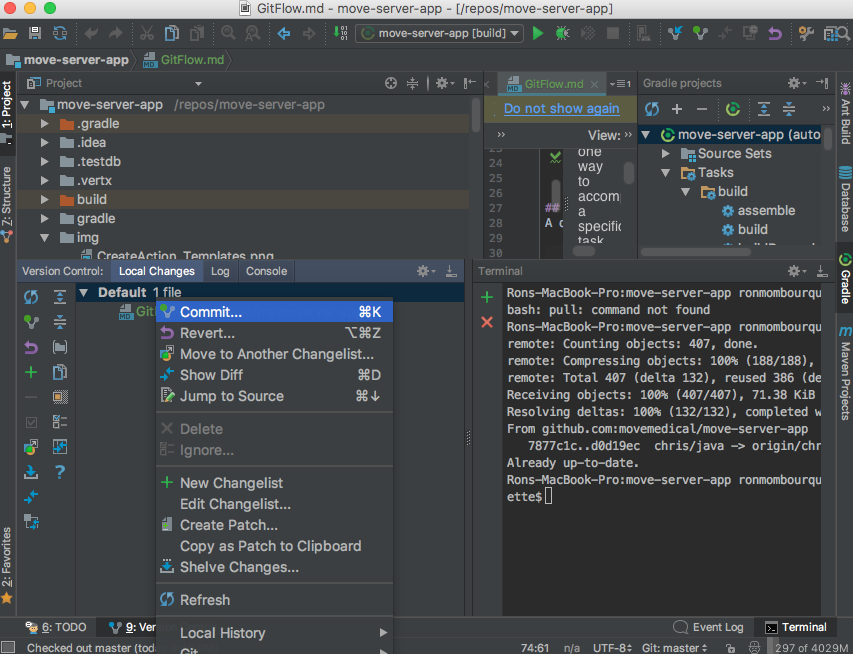 GitFlow.md - move-server-app - [/repos/move-server-app]
move-server-app [build]
move-server-app
GitFlow.md
1: Project
Z: Structure
2: Favorites
Project
move-server-app /repos/move-server-app
.gradle
.idea
.testdb
.vertx
build
gradle
img
CreateAction_Templates.png
GitFlow.md
1
Do not show again
View:
24
25
26
27
28
29
30
##
A c
one
way
to
accom
a
specific
task
Gradle projects
move-server-app (auto
Source Sets
Tasks
build
assemble
build
Ant Build
Database
Gradle
m
Maven Projects
Version Control:
Local Changes
Log
Console
Default 1 file
Git
Commit... ⌘K
Revert... ⌥⌘Z
Move to Another Changelist...
Show Diff ⌘D
Jump to Source ⌘↓
Delete
Ignore...
New Changelist
Edit Changelist...
Create Patch...
Copy as Patch to Clipboard
Shelve Changes...
Refresh
Local History
Git
Terminal
Rons-MacBook-Pro:move-server-app ronmombourqu
bash: pull: command not found
Rons-MacBook-Pro:move-server-app ronmombourqu
remote: Counting objects: 407, done.
remote: Compressing objects: 100% (188/188),
remote: Total 407 (delta 132), reused 386 (de
Receiving objects: 100% (407/407), 71.38 KiB
Resolving deltas: 100% (132/132), completed w
From github.com:movemedical/move-server-app
7877c1c..d0d19ec chris/java -> origin/chr
Already up-to-date.
Rons-MacBook-Pro:move-server-app ronmombourqu
ette$
6: TODO
9: Ver
Event Log
Terminal
Checked out master (toda
74:61
n/a
UTF-8
Git: master
297 of 4029M